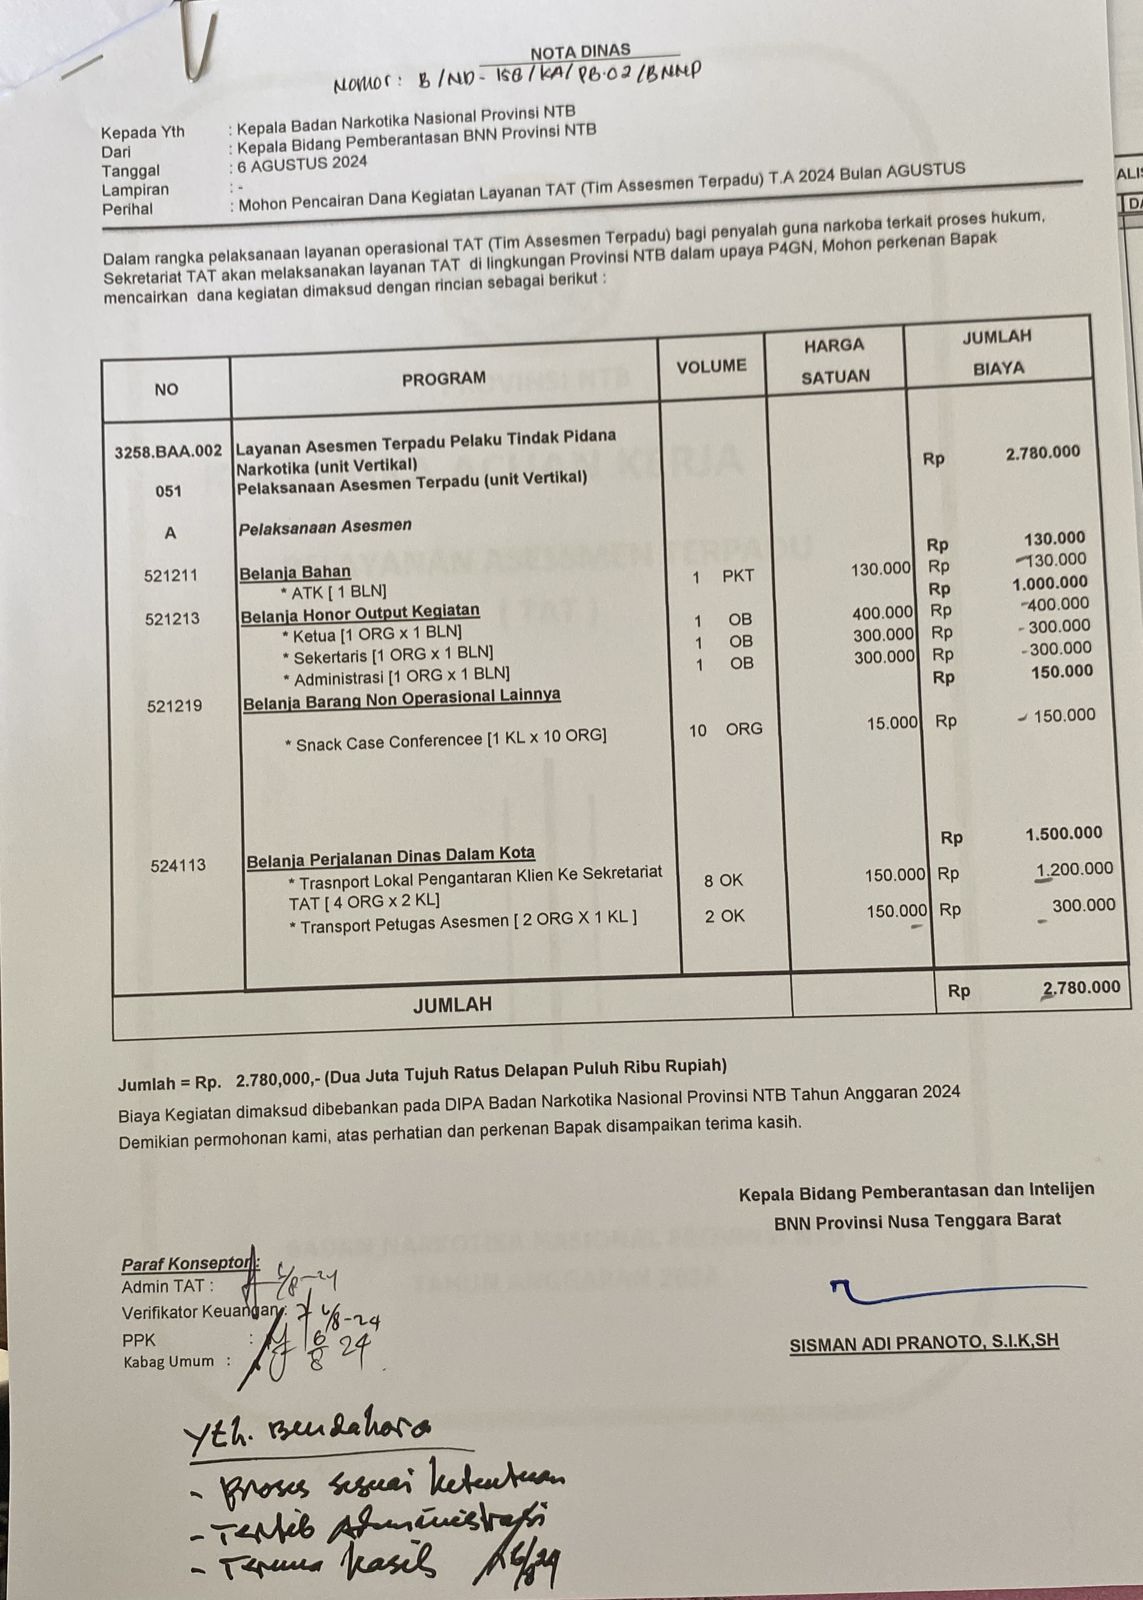 NOTA DINAS
Nomor : B/ND-158/KA/PB.02/BNNP
Kepada Yth : Kepala Badan Narkotika Nasional Provinsi NTB
Dari : Kepala Bidang Pemberantasan BNN Provinsi NTB
Tanggal : 6 AGUSTUS 2024
Lampiran : -
Perihal : Mohon Pencairan Dana Kegiatan Layanan TAT (Tim Assesmen Terpadu) T.A 2024 Bulan AGUSTUS
Dalam rangka pelaksanaan layanan operasional TAT (Tim Assesmen Terpadu) bagi penyalah guna narkoba terkait proses hukum,
Sekretariat TAT akan melaksanakan layanan TAT di lingkungan Provinsi NTB dalam upaya P4GN, Mohon perkenan Bapak
mencairkan dana kegiatan dimaksud dengan rincian sebagai berikut :
NO PROGRAM VOLUME HARGA SATUAN JUMLAH BIAYA
3258.BAA.002 Layanan Asesmen Terpadu Pelaku Tindak Pidana
Narkotika (unit Vertikal) Rp 2.780.000
051 Pelaksanaan Asesmen Terpadu (unit Vertikal)
A Pelaksanaan Asesmen
521211 Belanja Bahan Rp 130.000
* ATK [ 1 BLN] 1 PKT 130.000 Rp 130.000
521213 Belanja Honor Output Kegiatan Rp 1.000.000
* Ketua [1 ORG x 1 BLN] 1 OB 400.000 Rp 400.000
* Sekertaris [1 ORG x 1 BLN] 1 OB 300.000 Rp 300.000
* Administrasi [1 ORG x 1 BLN] 1 OB 300.000 Rp 300.000
521219 Belanja Barang Non Operasional Lainnya Rp 150.000
* Snack Case Conferencee [1 KL x 10 ORG] 10 ORG 15.000 Rp 150.000
524113 Belanja Perjalanan Dinas Dalam Kota Rp 1.500.000
* Trasnport Lokal Pengantaran Klien Ke Sekretariat
TAT [ 4 ORG x 2 KL] 8 OK 150.000 Rp 1.200.000
* Transport Petugas Asesmen [ 2 ORG X 1 KL ] 2 OK 150.000 Rp 300.000
JUMLAH Rp 2.780.000
Jumlah = Rp. 2.780,000,- (Dua Juta Tujuh Ratus Delapan Puluh Ribu Rupiah)
Biaya Kegiatan dimaksud dibebankan pada DIPA Badan Narkotika Nasional Provinsi NTB Tahun Anggaran 2024
Demikian permohonan kami, atas perhatian dan perkenan Bapak disampaikan terima kasih.
Kepala Bidang Pemberantasan dan Intelijen
BNN Provinsi Nusa Tenggara Barat
SISMAN ADI PRANOTO, S.I.K,SH
Paraf Konseptor :
Admin TAT : 6/8-24
Verifikator Keuangan : 6/8-24
PPK : 6/8 24
Kabag Umum :
Yth. Bendahara
- Proses sesuai ketentuan
- Tertib Administrasi
- Terima kasih 6/8 24